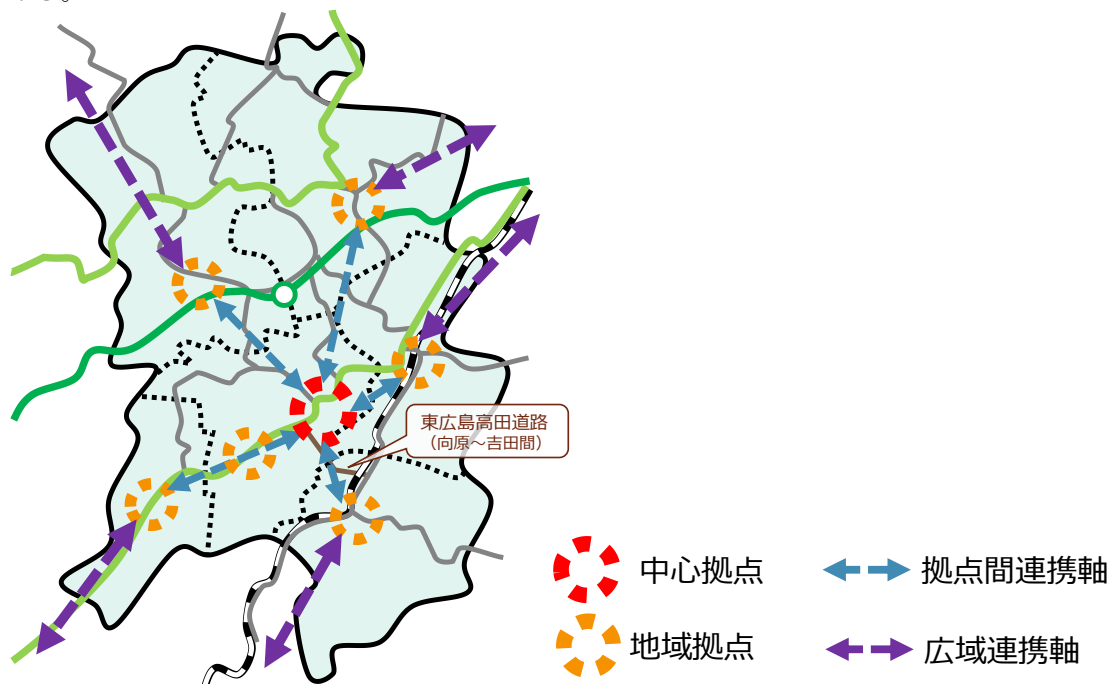 東広島高田道路
（向原～吉田間）
中心拠点
拠点間連携軸
地域拠点
広域連携軸